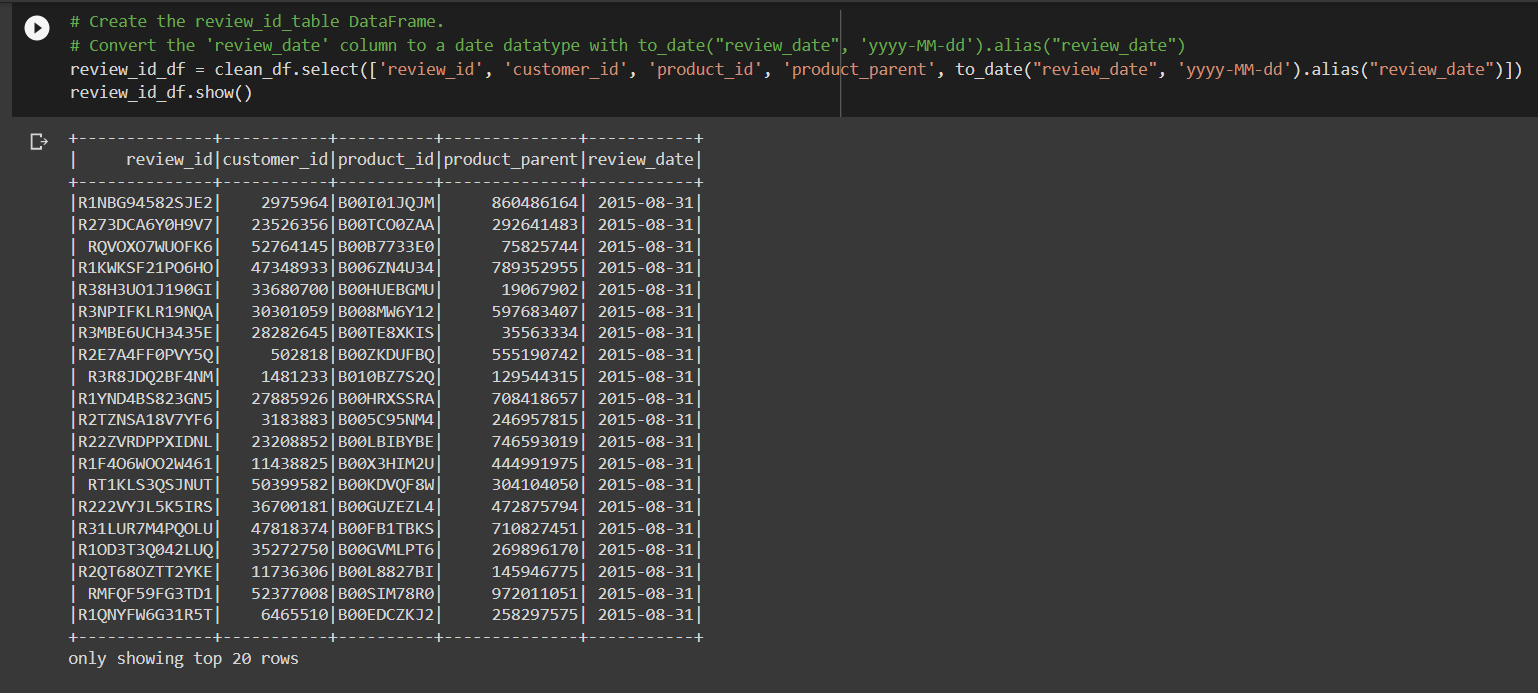 # Create the review_id_table DataFrame.
# Convert the 'review_date' column to a date datatype with to_date("review_date", 'yyyy-MM-dd').alias("review_date")
review_id_df = clean_df.select(['review_id', 'customer_id', 'product_id', 'product_parent', to_date("review_date", 'yyyy-MM-dd').alias("review_date")])
review_id_df.show()
+--------------+-----------+----------+--------------+-----------+
|     review_id|customer_id|product_id|product_parent|review_date|
+--------------+-----------+----------+--------------+-----------+
|R1NBG94582SJE2|    2975964|B00I01JQJM|     860486164| 2015-08-31|
|R273DCA6Y0H9V7|   23526356|B00TCO0ZAA|     292641483| 2015-08-31|
| RQVOXO7WUOFK6|   52764145|B00B7733E0|      75825744| 2015-08-31|
|R1KWKSF21PO6HO|   47348933|B006ZN4U34|     789352955| 2015-08-31|
|R38H3UO1J190GI|   33680700|B00HUEBGMU|      19067902| 2015-08-31|
|R3NPIFKLR19NQA|   30301059|B008MW6Y12|     597683407| 2015-08-31|
|R3MBE6UCH3435E|   28282645|B00TE8XKIS|      35563334| 2015-08-31|
|R2E7A4FF0PVY5Q|     502818|B00ZKDUFBQ|     555190742| 2015-08-31|
| R3R8JDQ2BF4NM|    1481233|B010BZ7S2Q|     129544315| 2015-08-31|
|R1YND4BS823GN5|   27885926|B00HRXSSRA|     708418657| 2015-08-31|
|R2TZNSA18V7YF6|    3183883|B005C95NM4|     246957815| 2015-08-31|
|R22ZVRDPPXIDNL|   23208852|B00LBIBYBE|     746593019| 2015-08-31|
|R1F4O6WOO2W461|   11438825|B00X3HIM2U|     444991975| 2015-08-31|
| RT1KLS3QSJNUT|   50399582|B00KDVQF8W|     304104050| 2015-08-31|
|R222VYJL5K5IRS|   36700181|B00GUZEZL4|     472875794| 2015-08-31|
|R31LUR7M4PQOLU|   47818374|B00FB1TBKS|     710827451| 2015-08-31|
|R1OD3T3Q042LUQ|   35272750|B00GVMLPT6|     269896170| 2015-08-31|
|R2QT68OZTT2YKE|   11736306|B00L8827BI|     145946775| 2015-08-31|
| RMFQF59FG3TD1|   52377008|B00SIM78R0|     972011051| 2015-08-31|
|R1QNYFW6G31R5T|    6465510|B00EDCZKJ2|     258297575| 2015-08-31|
+--------------+-----------+----------+--------------+-----------+
only showing top 20 rows